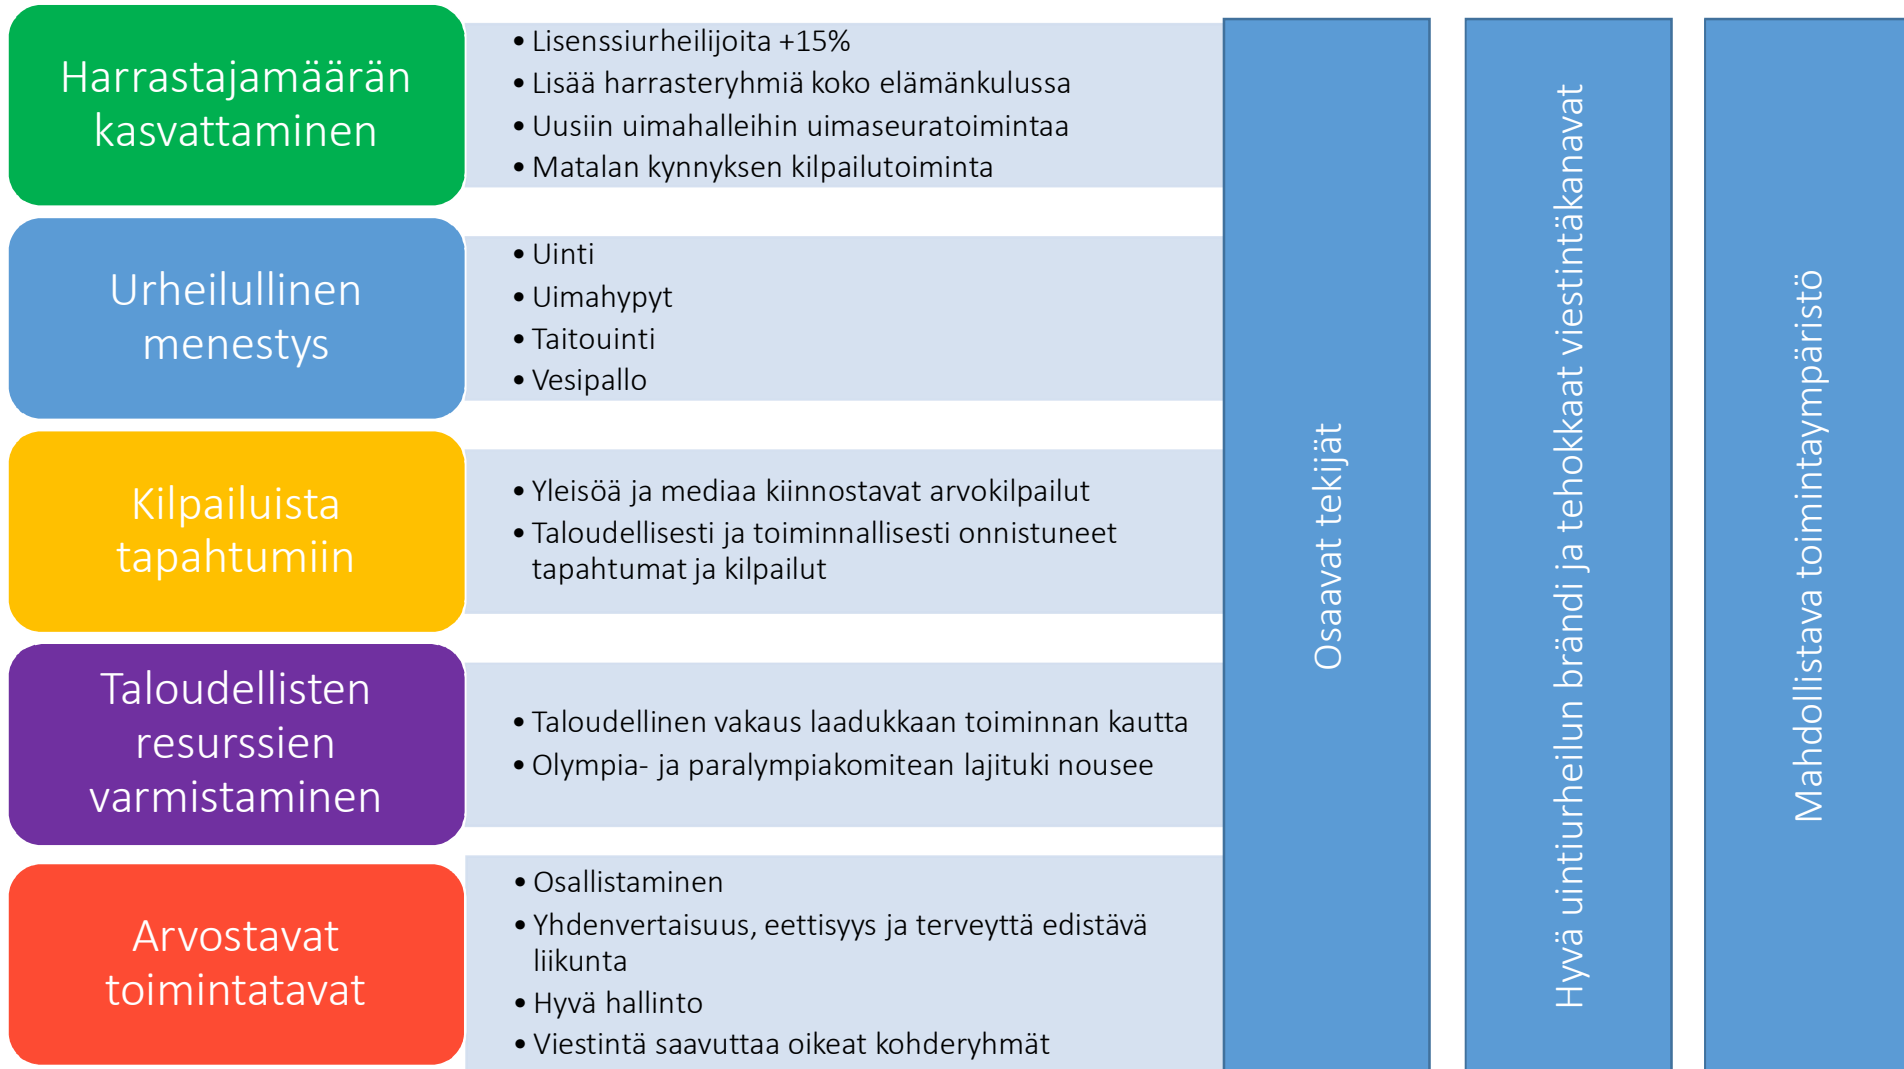 Harrastajamäärän
kasvattaminen
• Lisenssiurheilijoita +15%
• Lisää harrasteryhmiä koko elämänkulussa
• Uusiin uimahalleihin uimaseuratoimintaa
• Matalan kynnyksen kilpailutoiminta
Urheilullinen
menestys
• Uinti
• Uimahypyt
• Taitouinti
• Vesipallo
Kilpailuista
tapahtumiin
• Yleisöä ja mediaa kiinnostavat arvokilpailut
• Taloudellisesti ja toiminnallisesti onnistuneet
tapahtumat ja kilpailut
Taloudellisten
resurssien
varmistaminen
• Taloudellinen vakaus laadukkaan toiminnan kautta
• Olympia- ja paralympiakomitean lajituki nousee
Arvostavat
toimintatavat
• Osallistaminen
• Yhdenvertaisuus, eettisyys ja terveyttä edistävä
liikunta
• Hyvä hallinto
• Viestintä saavuttaa oikeat kohderyhmät
Osaavat tekijät
Hyvä uintiurheilun brändi ja tehokkaat viestintäkanavat
Mahdollistava toimintaympäristö